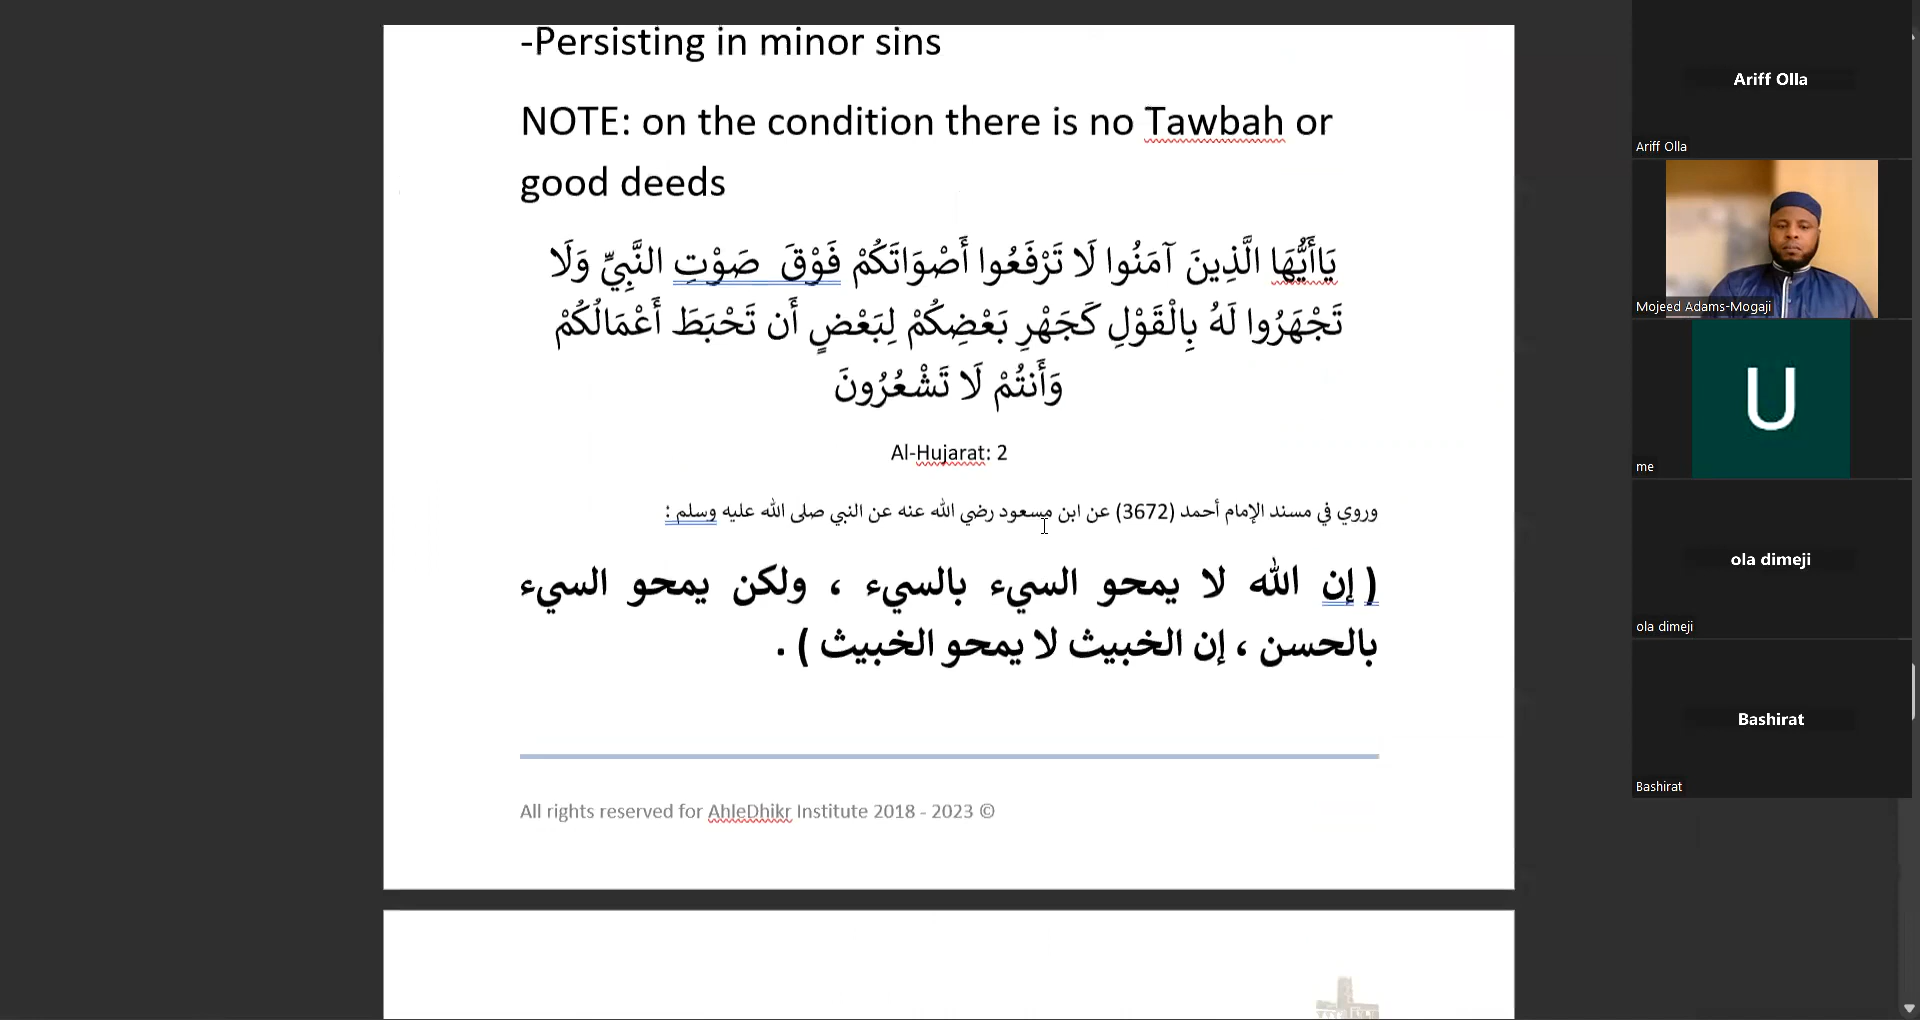 -Persisting in minor sins
NOTE: on the condition there is no Tawbah or
good deeds
يَاأَيُّهَا الَّذِينَ آمَنُوا لَا تَرْفَعُوا أَصْوَاتَكُمْ فَوْقَ صَوْتِ النَّبِيِّ وَلَا
تَجْهَرُوا لَهُ بِالْقَوْلِ كَجَهْرِ بَعْضِكُمْ لِبَعْضٍ أَن تَحْبَطَ أَعْمَالُكُمْ
وَأَنتُمْ لَا تَشْعُرُونَ
Al-Hujarat: 2
وروي في مسند الإمام أحمد (3672) عن ابن مسعود رضي الله عنه عن النبي صلى الله عليه وسلم :
( إن الله لا يمحو السيء بالسيء ، ولكن يمحو السيء
بالحسن ، إن الخبيث لا يمحو الخبيث ) .
All rights reserved for AhleDhikr Institute 2018 - 2023 ©
Ariff Olla
Ariff Olla
Mojeed Adams-Mogaji
U
me
ola dimeji
ola dimeji
Bashirat
Bashirat